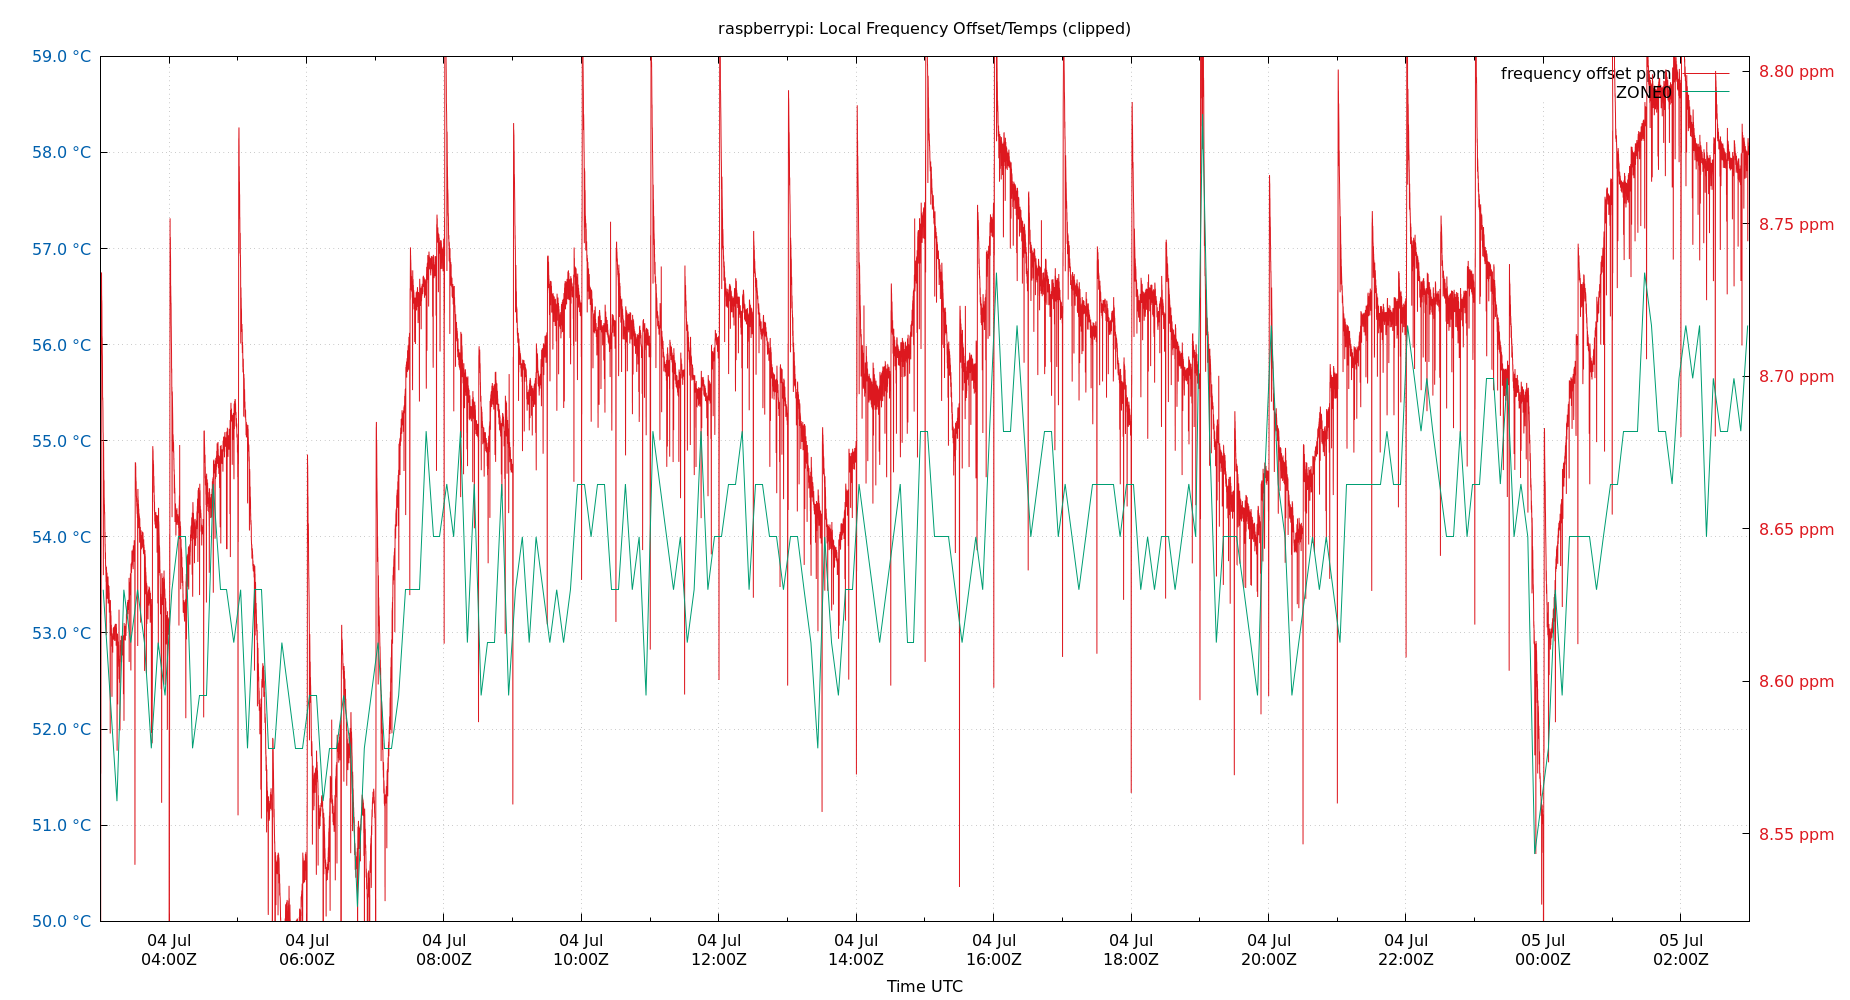 raspberrypi: Local Frequency Offset/Temps (clipped)
59.0 °C
58.0 °C
57.0 °C
56.0 °C
55.0 °C
54.0 °C
53.0 °C
52.0 °C
51.0 °C
50.0 °C
frequency offset ppm
ZONE0
8.80 ppm
8.75 ppm
8.70 ppm
8.65 ppm
8.60 ppm
8.55 ppm
04 Jul
04:00Z
04 Jul
06:00Z
04 Jul
08:00Z
04 Jul
10:00Z
04 Jul
12:00Z
04 Jul
14:00Z
04 Jul
16:00Z
04 Jul
18:00Z
04 Jul
20:00Z
04 Jul
22:00Z
05 Jul
00:00Z
05 Jul
02:00Z
Time UTC